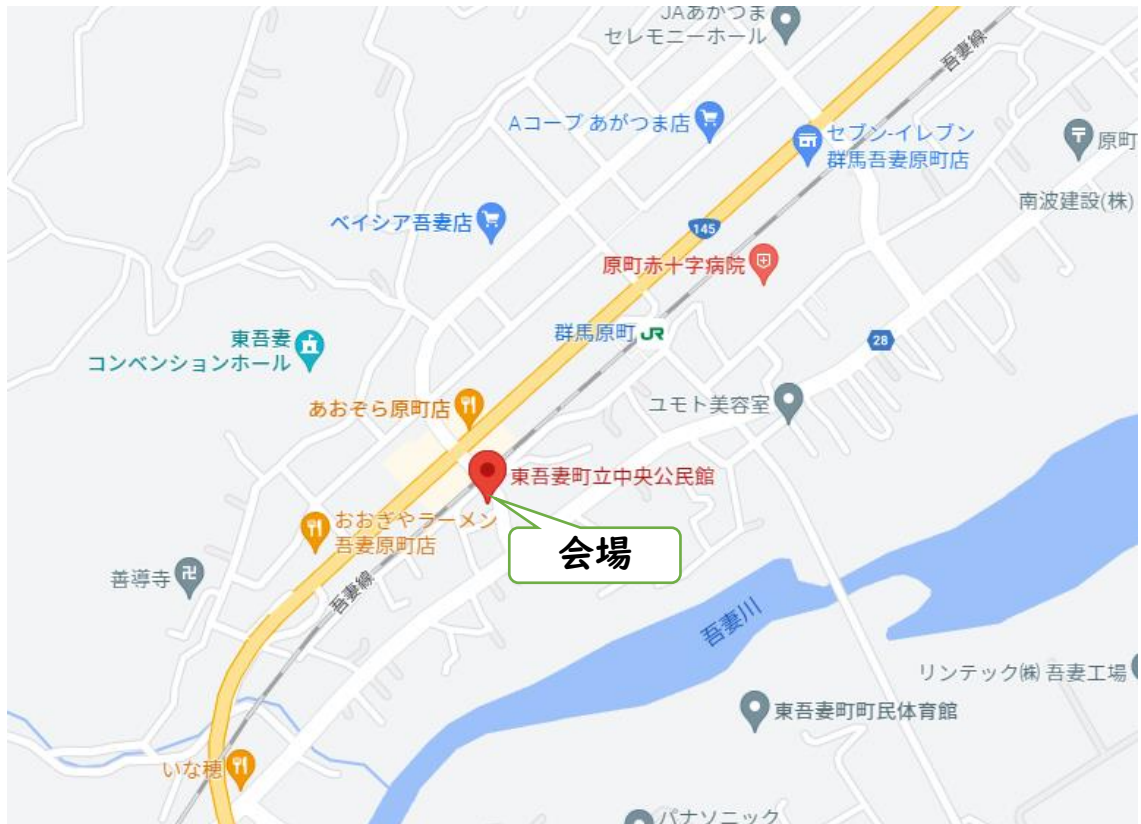 JAあがつま
セレモニーホール
吾妻線
Aコープ あがつま店
セブン-イレブン
群馬吾妻原町店
原町
南波建設(株)
ベイシア吾妻店
145
原町赤十字病院
群馬原町 JR
28
東吾妻
コンベンションホール
ユモト美容室
あおぞら原町店
東吾妻町立中央公民館
おおぎやラーメン
吾妻原町店
会場
善導寺
吾妻線
吾妻川
リンテック㈱ 吾妻工場
東吾妻町町民体育館
いな穂
パナソニック